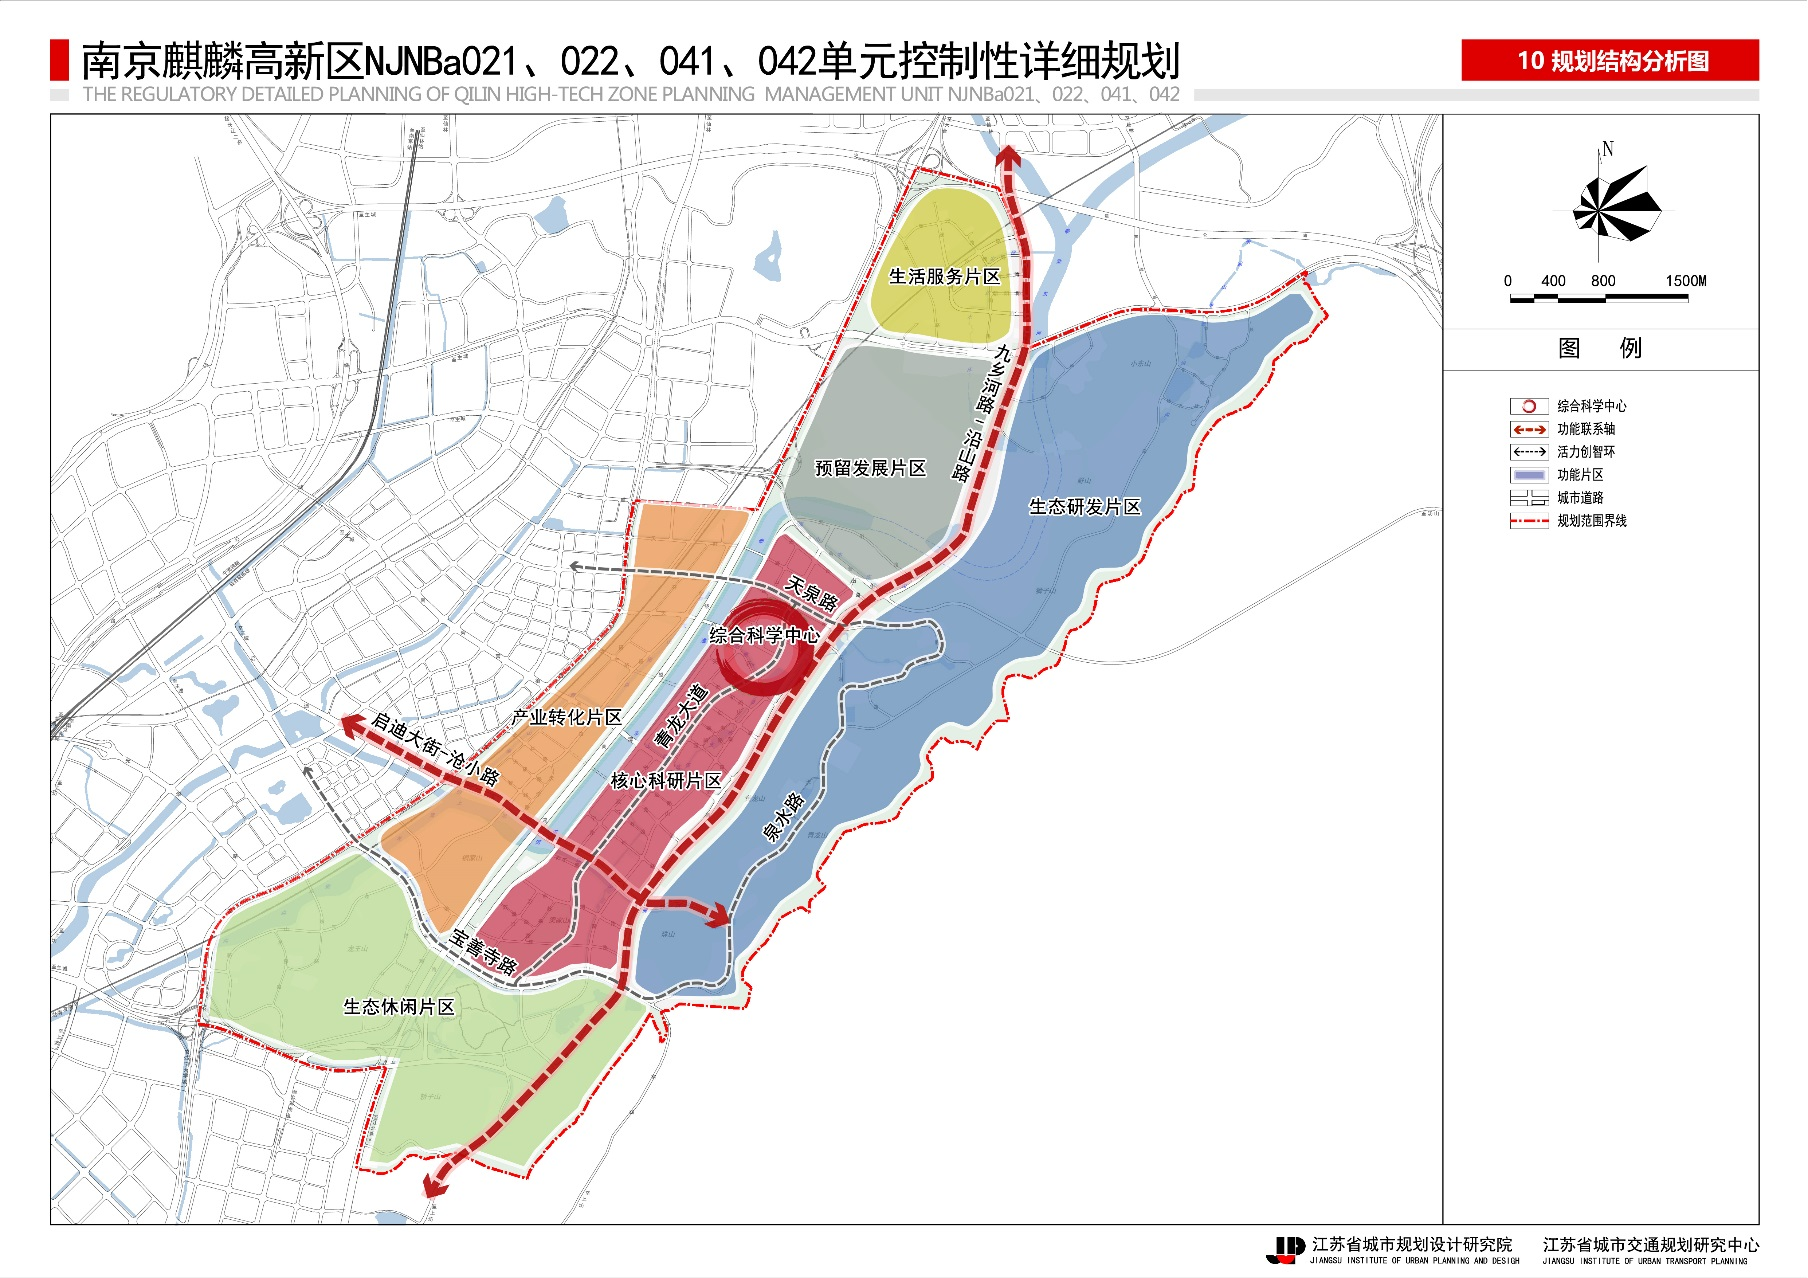 南京麒麟高新区NJNBa021、022、041、042单元控制性详细规划
THE REGULATORY DETAILED PLANNING OF QILIN HIGH-TECH ZONE PLANNING MANAGEMENT UNIT NJNBa021、022、041、042
10 规划结构分析图
N
0 400 800 1500M
图 例
综合科学中心
功能联系轴
活力创智环
功能片区
城市道路
规划范围界线
生活服务片区
九乡河路-沿山路
预留发展片区
生态研发片区
天泉路
综合科学中心
青龙大道
产业转化片区
启迪大街-沧小路
核心科研片区
泉水路
宝善寺路
生态休闲片区
江苏省城市规划设计研究院
JIANGSU INSTITUTE OF URBAN PLANNING AND DESIGN
江苏省城市交通规划研究中心
JIANGSU INSTITUTE OF URBAN TRANSPORT PLANNING